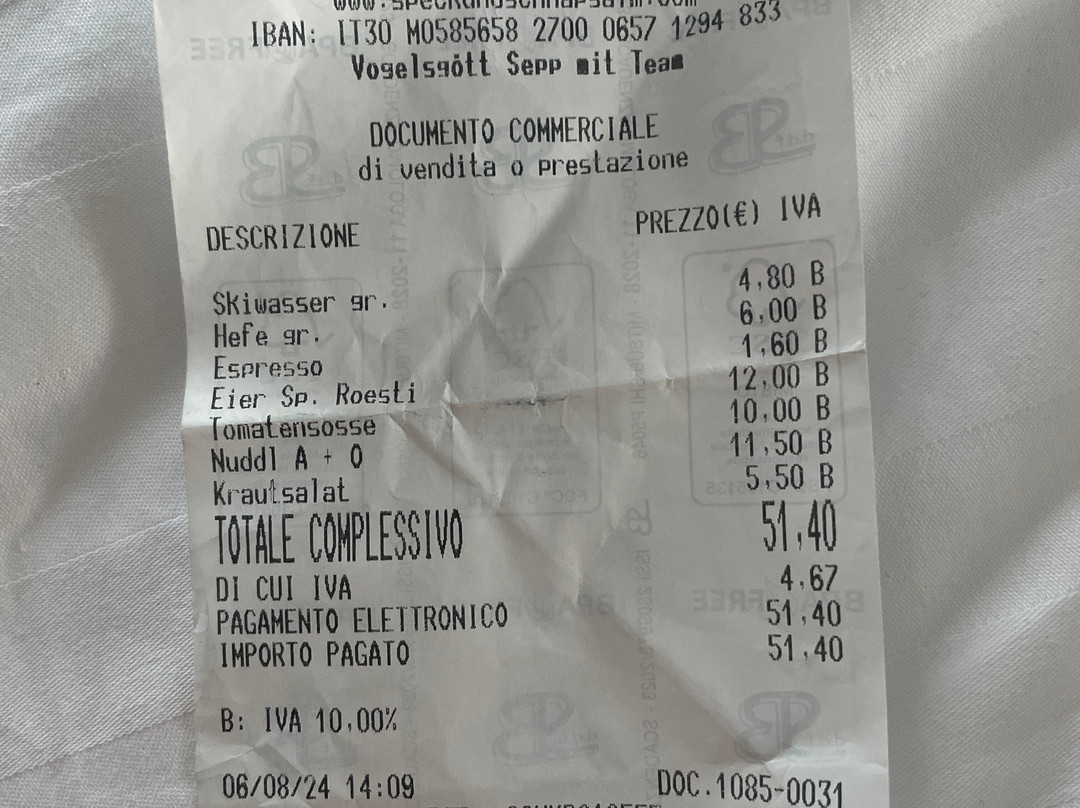 IBAN: IT30 M0585658 2700 0657 1294 833
Vogelsgött Sepp mit Team
DOCUMENTO COMMERCIALE
di vendita o prestazione
DESCRIZIONE PREZZO(€) IVA
Skiwasser gr. 4,80 B
Hefe gr. 6,00 B
Espresso 1,60 B
Eier Sp. Roesti 12,00 B
Tomatensosse 10,00 B
Nuddl A + O 11,50 B
Krautsalat 5,50 B
TOTALE COMPLESSIVO 51,40
DI CUI IVA 4,67
PAGAMENTO ELETTRONICO 51,40
IMPORTO PAGATO 51,40
B: IVA 10,00%
06/08/24 14:09 DOC.1085-0031